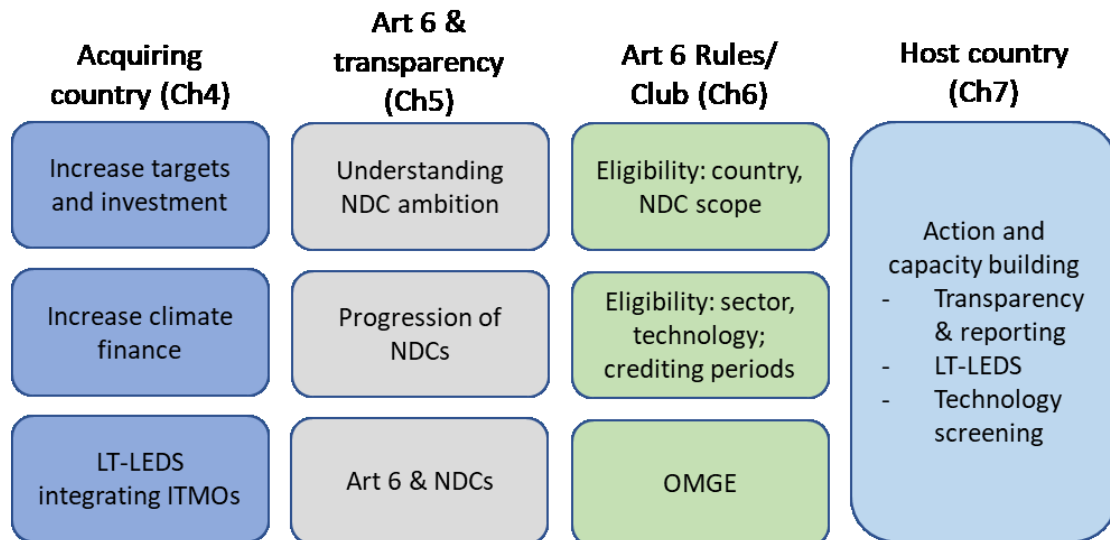 Acquiring
country (Ch4)
Art 6 &
transparency
(Ch5)
Art 6 Rules/
Club (Ch6)
Host country
(Ch7)
Increase targets
and investment
Understanding
NDC ambition
Eligibility: country,
NDC scope
Action and
capacity building
- Transparency
& reporting
- LT-LEDS
- Technology
screening
Increase climate
finance
Progression of
NDCs
Eligibility: sector,
technology;
crediting periods
LT-LEDS
integrating ITMOs
Art 6 & NDCs
OMGE